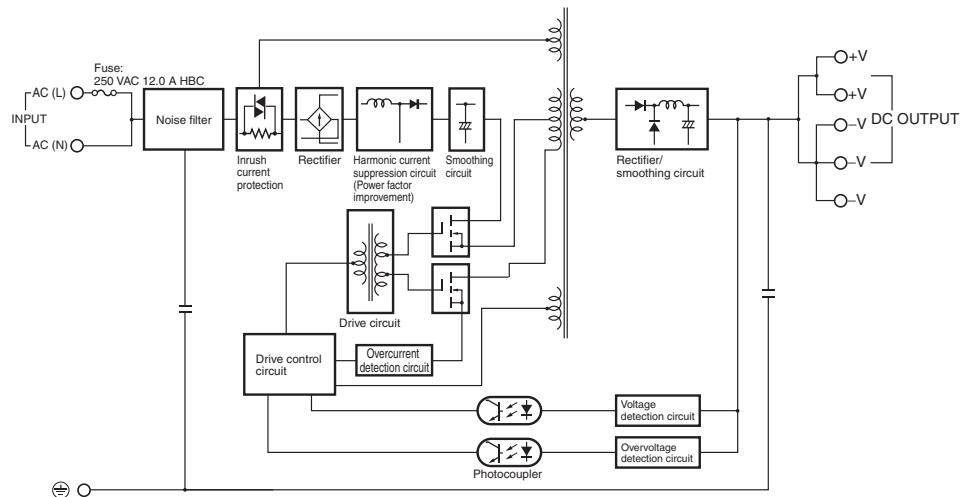 Fuse:
250 VAC 12.0 A HBC
AC (L)
INPUT
AC (N)
Noise filter
Inrush
current
protection
Rectifier
Harmonic current
suppression circuit
(Power factor
improvement)
Smoothing
circuit
Rectifier/
smoothing circuit
+V
+V
–V
–V
–V
DC OUTPUT
Drive circuit
Drive control
circuit
Overcurrent
detection circuit
Voltage
detection circuit
Overvoltage
detection circuit
Photocoupler